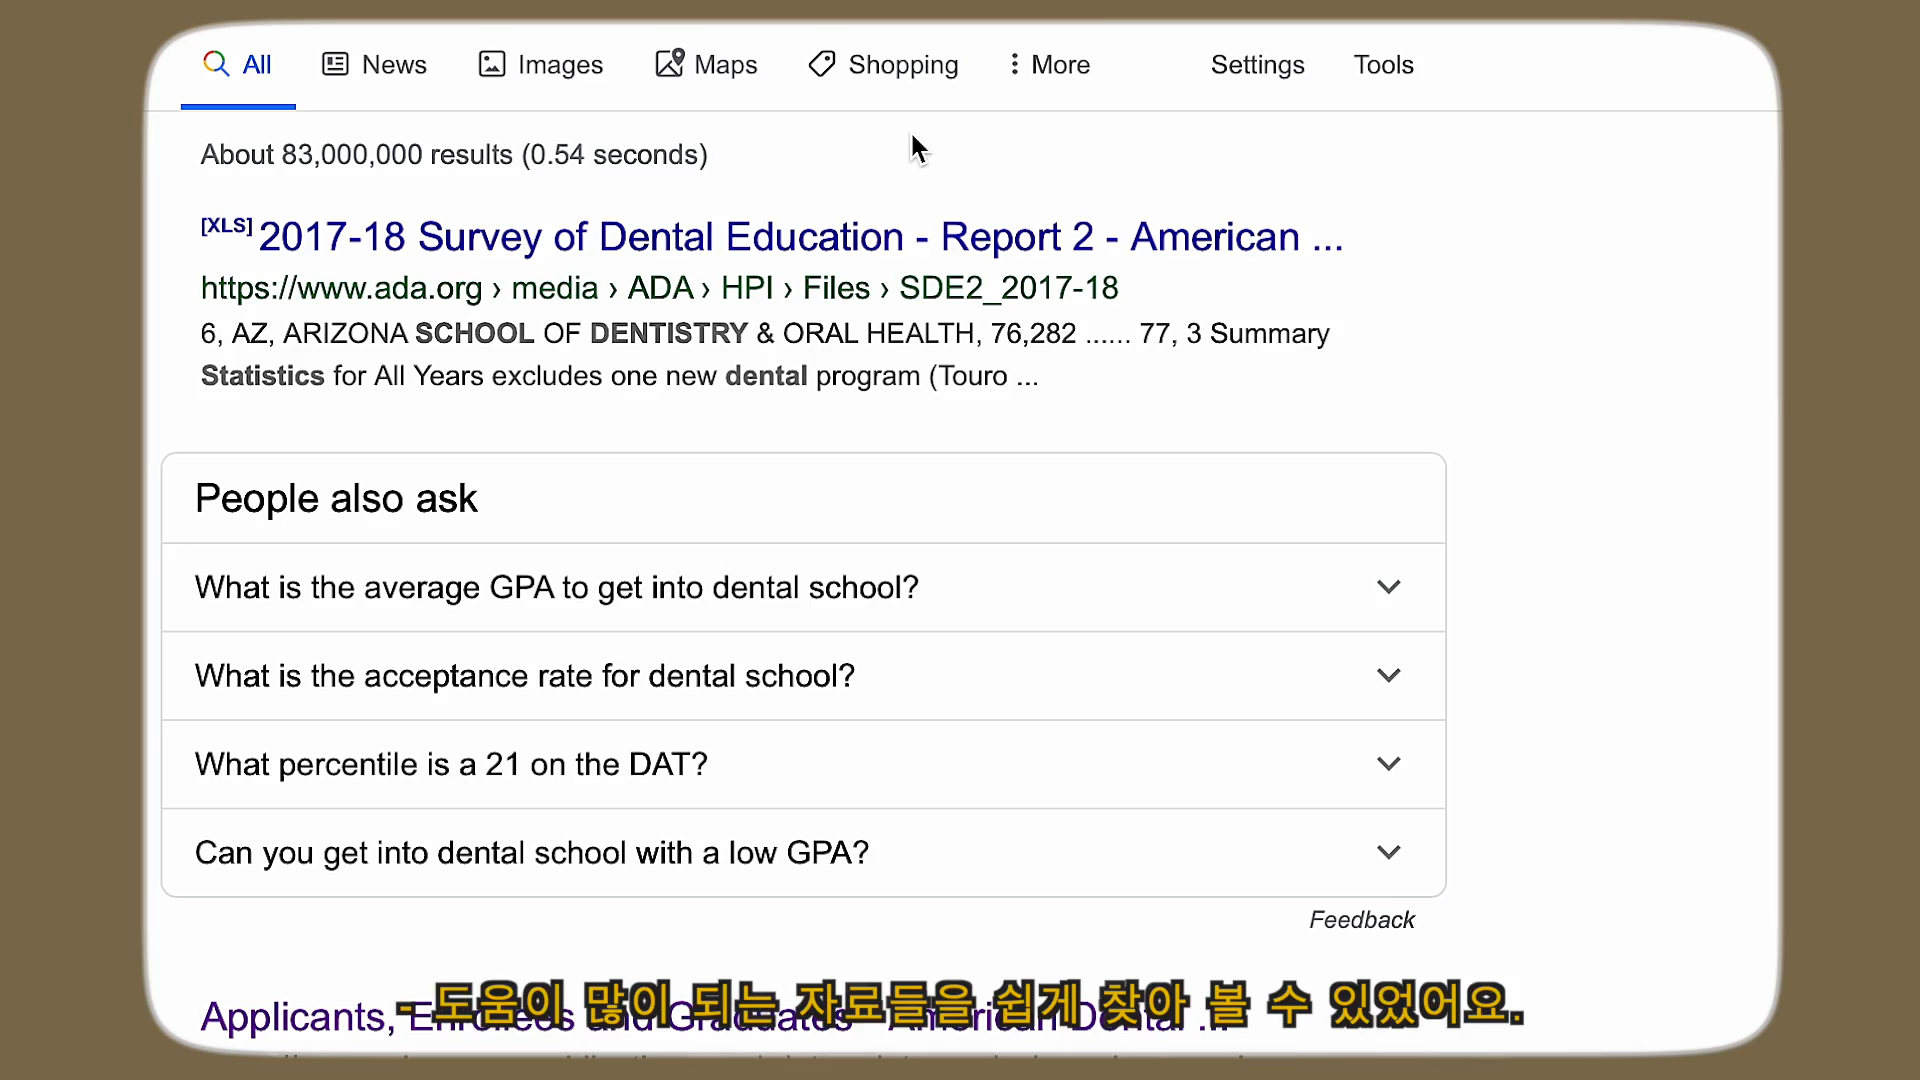 All News Images Maps Shopping More Settings Tools
About 83,000,000 results (0.54 seconds)
[XLS] 2017-18 Survey of Dental Education - Report 2 - American ...
https://www.ada.org › media › ADA › HPI › Files › SDE2_2017-18
6, AZ, ARIZONA SCHOOL OF DENTISTRY & ORAL HEALTH, 76,282 ...... 77, 3 Summary
Statistics for All Years excludes one new dental program (Touro ...
People also ask
What is the average GPA to get into dental school?
What is the acceptance rate for dental school?
What percentile is a 21 on the DAT?
Can you get into dental school with a low GPA?
Feedback
Applicants, Enrollees and Graduates - American Dental ...
- 도움이 많이 되는 자료들을 쉽게 찾아 볼 수 있었어요.